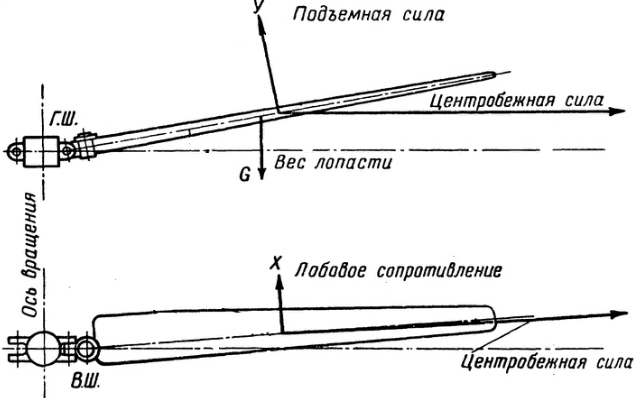 У
Подъемная сила
Г.Ш.
Центробежная сила
G
Вес лопасти
Ось вращения
X
Лобовое сопротивление
Центробежная сила
В.Ш.